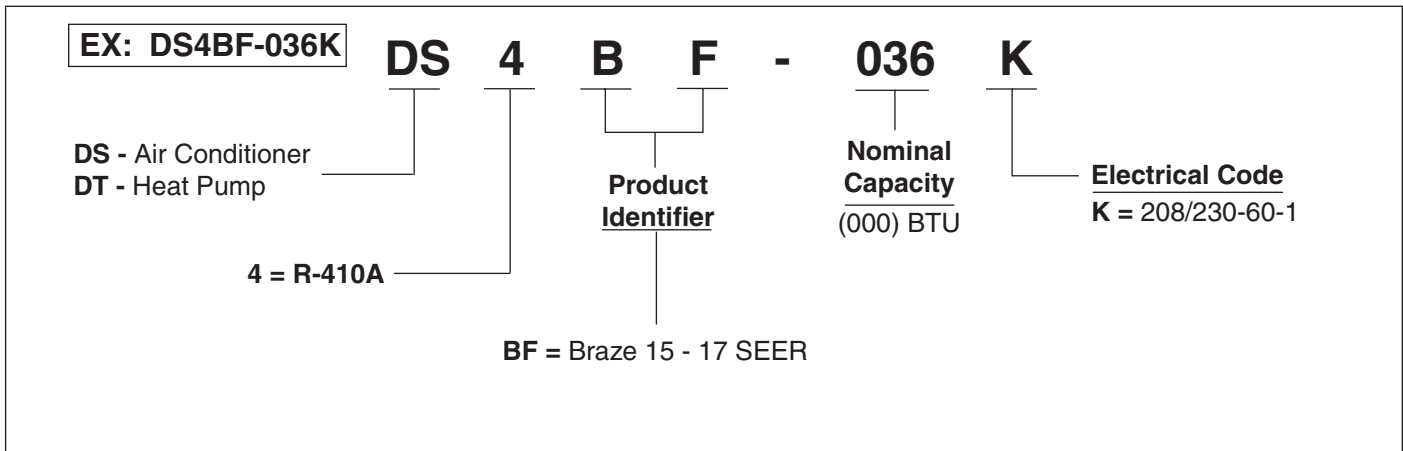 EX: DS4BF-036K
DS 4 B F - 036 K
DS - Air Conditioner
DT - Heat Pump
4 = R-410A
Product
Identifier
BF = Braze 15 - 17 SEER
Nominal
Capacity
(000) BTU
Electrical Code
K = 208/230-60-1